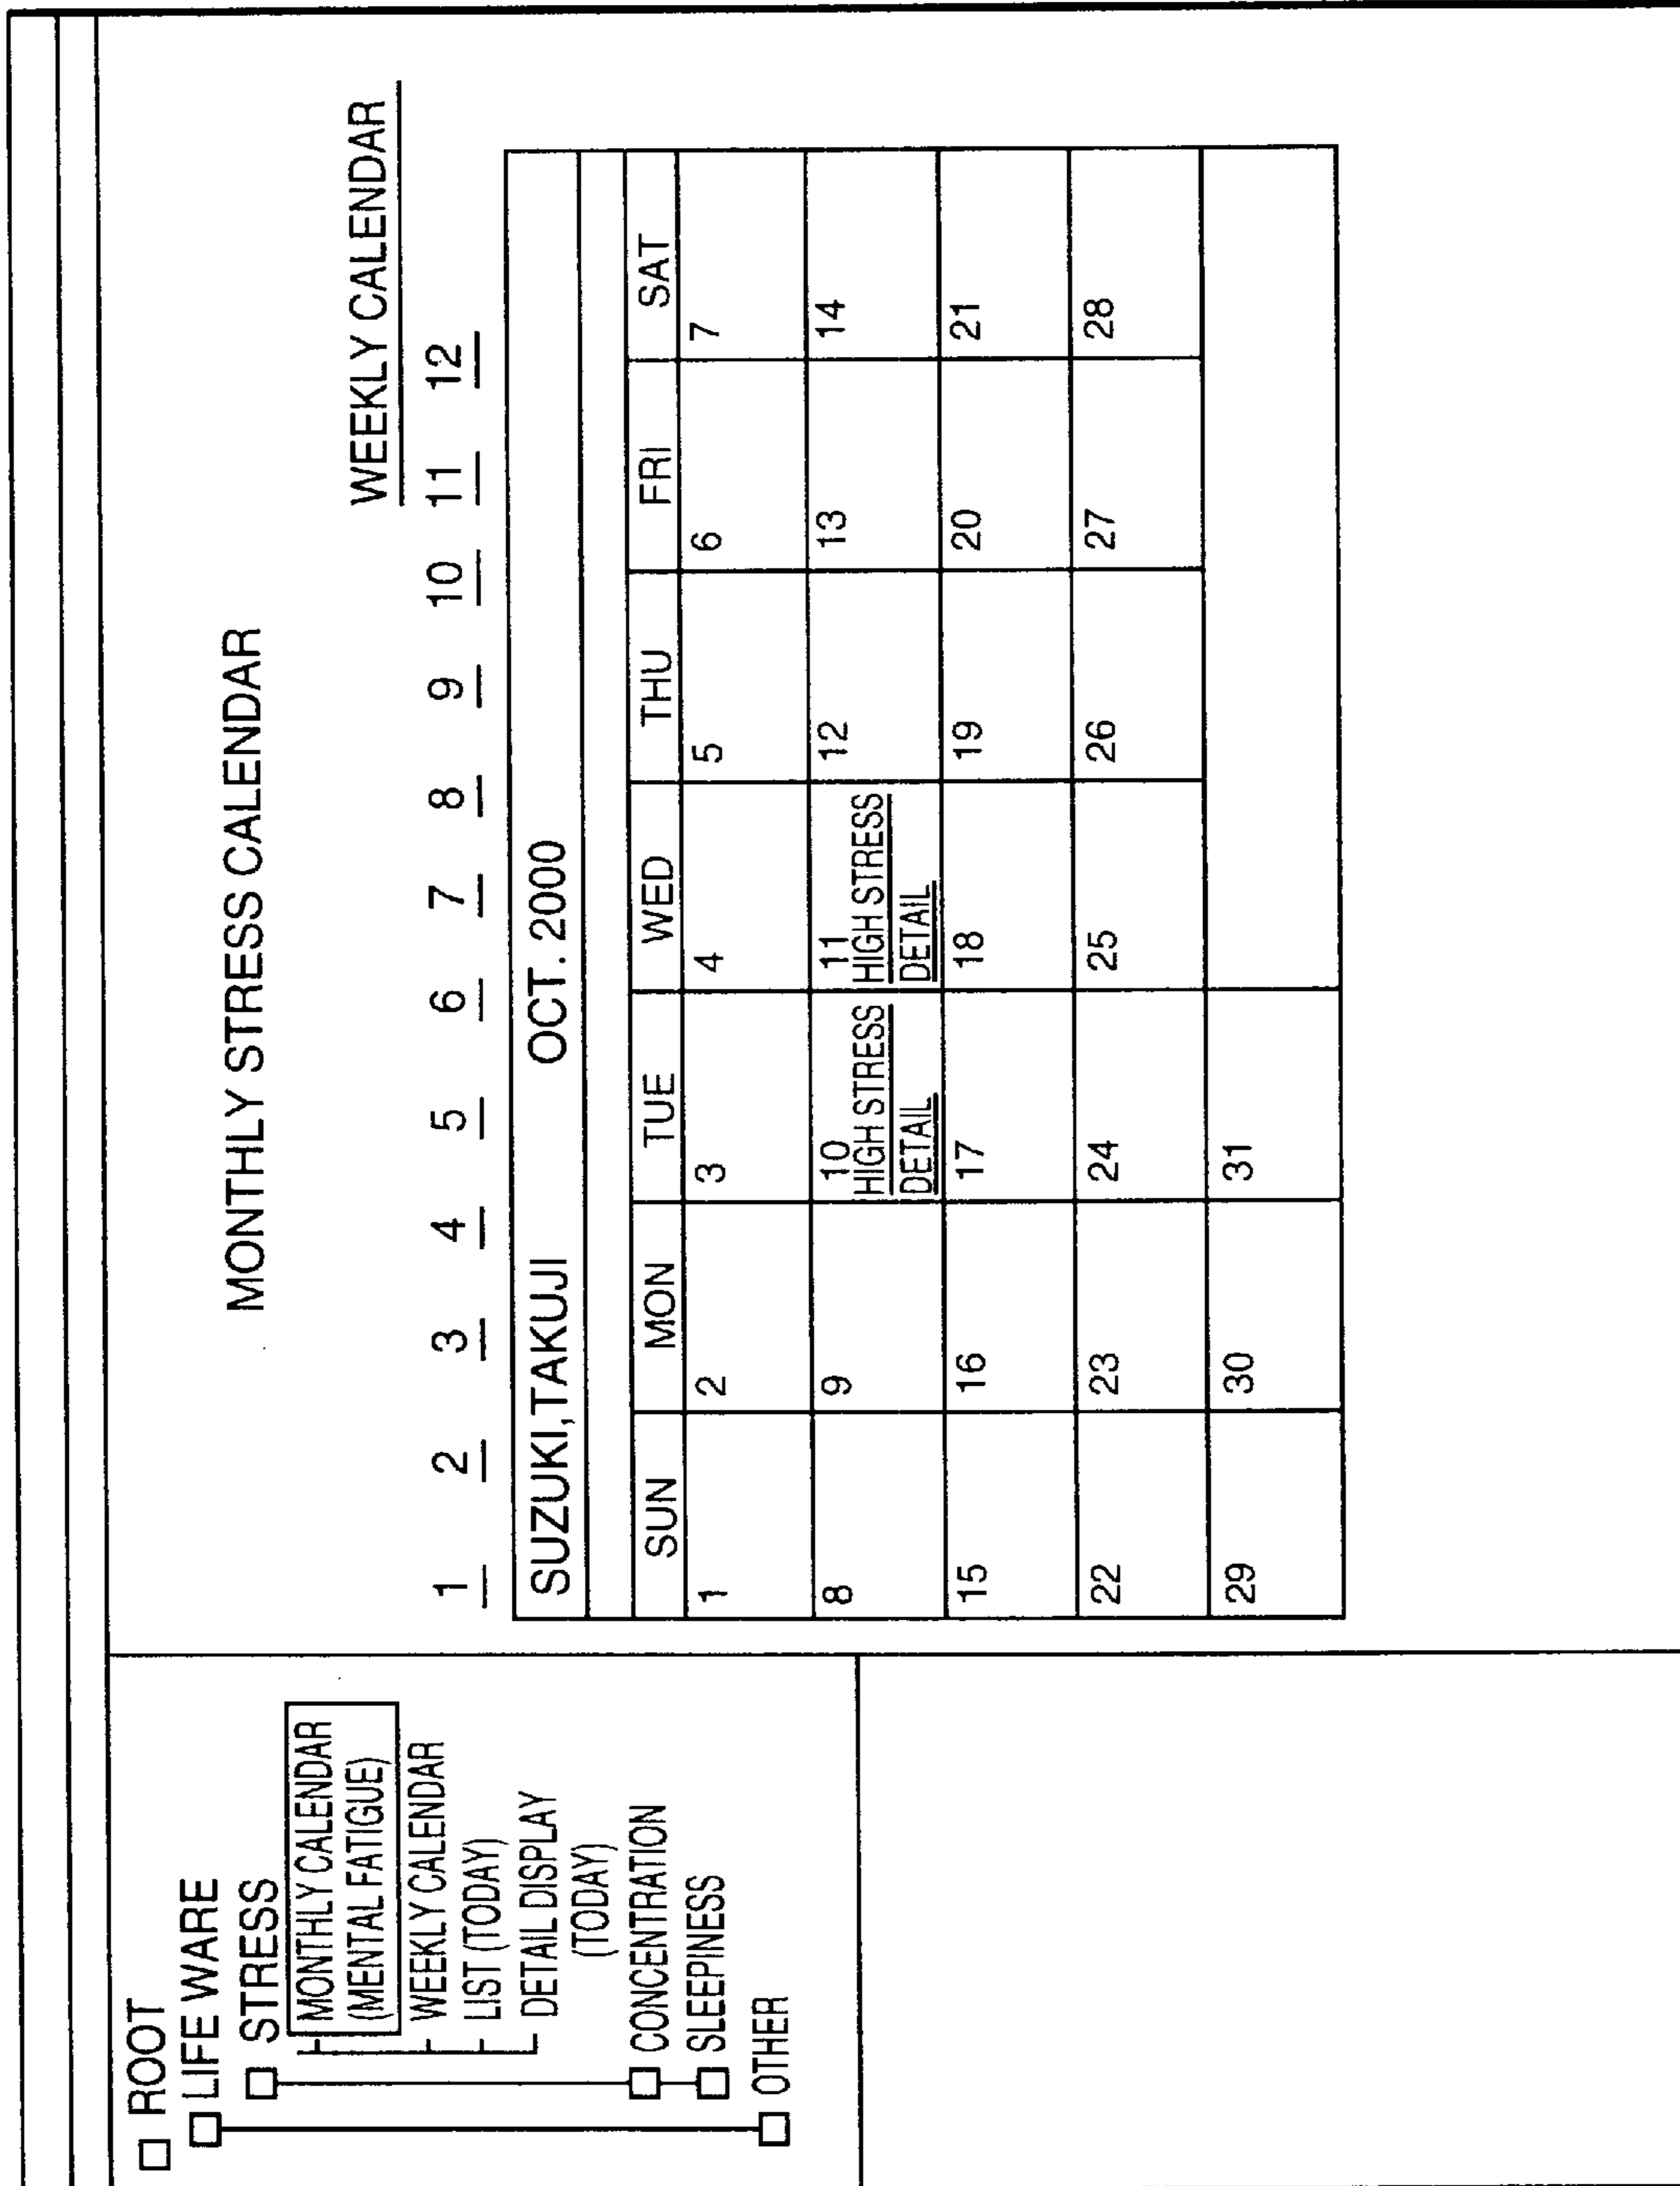 ROOT
LIFE WARE
STRESS
MONTHLY CALENDAR
(MENTAL FATIGUE)
WEEKLY CALENDAR
LIST (TODAY)
DETAIL DISPLAY
(TODAY)
CONCENTRATION
SLEEPINESS
OTHER
MONTHLY STRESS CALENDAR
WEEKLY CALENDAR
1 2 3 4 5 6 7 8 9 10 11 12
SUZUKI,TAKUJI OCT. 2000
SUN MON TUE WED THU FRI SAT
1 2 3 4 5 6 7
8 9 10 11 12 13 14
HIGH STRESS HIGH STRESS
DETAIL DETAIL
15 16 17 18 19 20 21
22 23 24 25 26 27 28
29 30 31